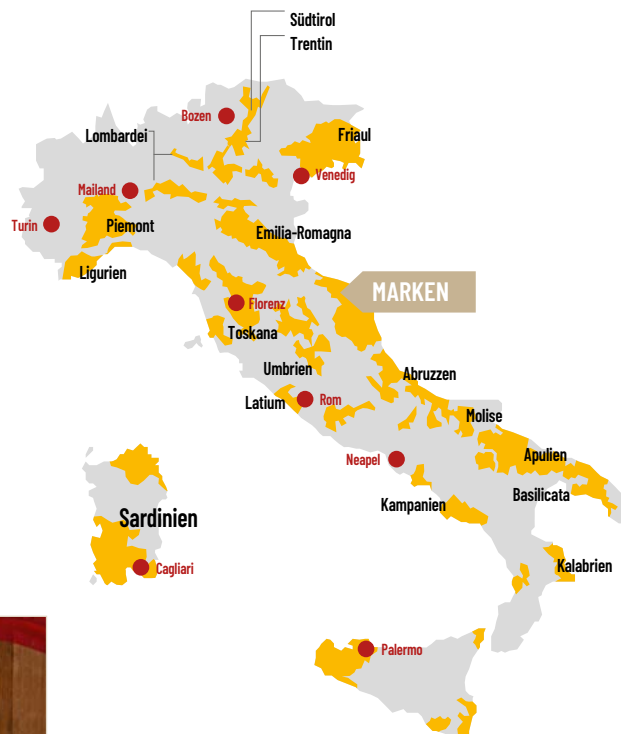 Südtirol
Trentin
Bozen
Lombardei
Friaul
Venedig
Mailand
Turin
Piemont
Emilia-Romagna
Ligurien
MARKEN
Florenz
Toskana
Umbrien
Abruzzen
Latium
Rom
Molise
Neapel
Apulien
Basilicata
Kampanien
Sardinien
Kalabrien
Cagliari
Palermo